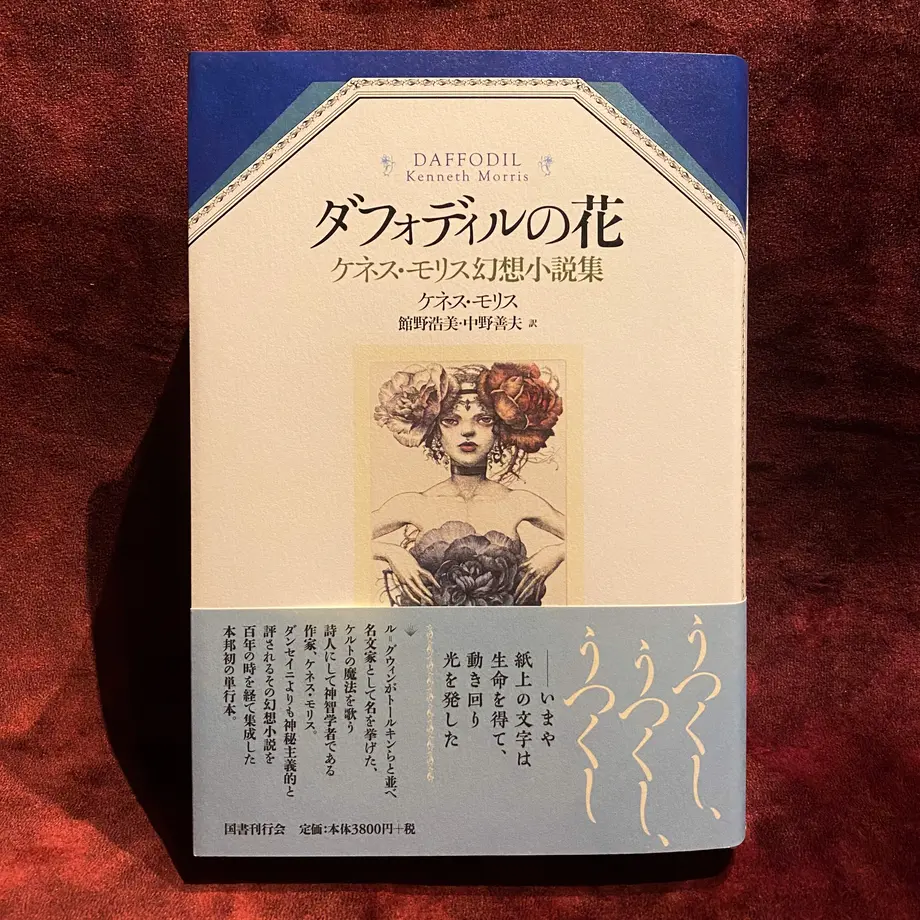 DAFFODIL
Kenneth Morris
ダフォディルの花
ケネス・モリス幻想小説集
ケネス・モリス
館野浩美・中野善夫 訳
うつくし、
うつくし、
うつくし
――いまや
紙上の文字は
生命を得て、
動き回り
光を発した
ル=グウィンがトールキンらと並べ
名文家として名を挙げた、
ケルトの魔法を歌う
詩人にして神智学者である
作家、ケネス・モリス。
ダンセイニよりも神秘主義的と
評されるその幻想小説を
百年の時を経て集成した
本邦初の単行本。
国書刊行会 定価:本体3800円+税